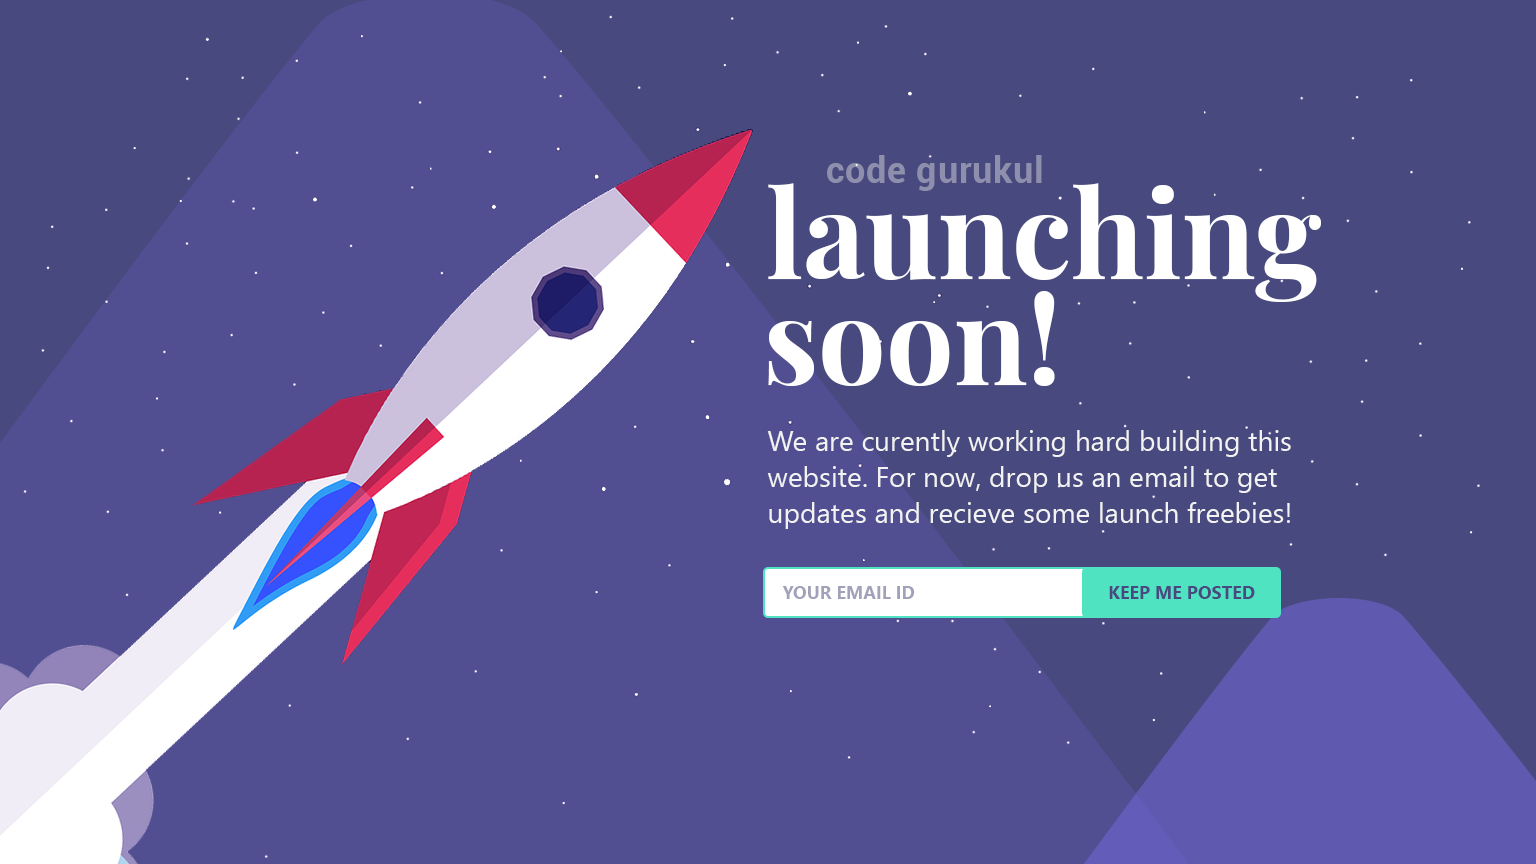 code gurukul
launching
soon!
We are curently working hard building this
website. For now, drop us an email to get
updates and recieve some launch freebies!
YOUR EMAIL ID
KEEP ME POSTED